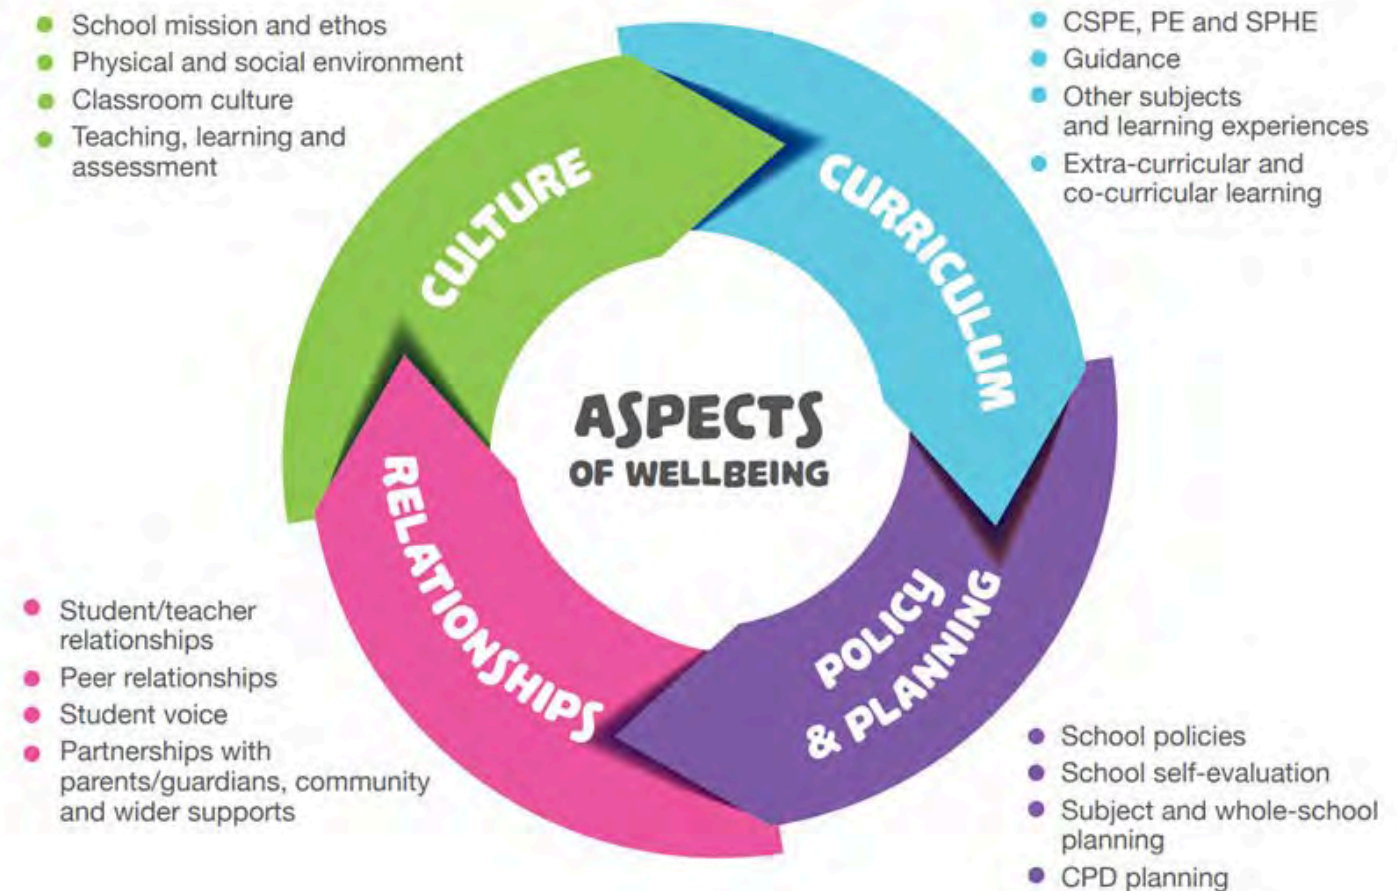 School mission and ethos
Physical and social environment
Classroom culture
Teaching, learning and
assessment
CSPE, PE and SPHE
Guidance
Other subjects
and learning experiences
Extra-curricular and
co-curricular learning
CULTURE
CURRICULUM
ASPECTS
OF WELLBEING
RELATIONSHIPS
POLICY
& PLANNING
Student/teacher
relationships
Peer relationships
Student voice
Partnerships with
parents/guardians, community
and wider supports
School policies
School self-evaluation
Subject and whole-school
planning
CPD planning